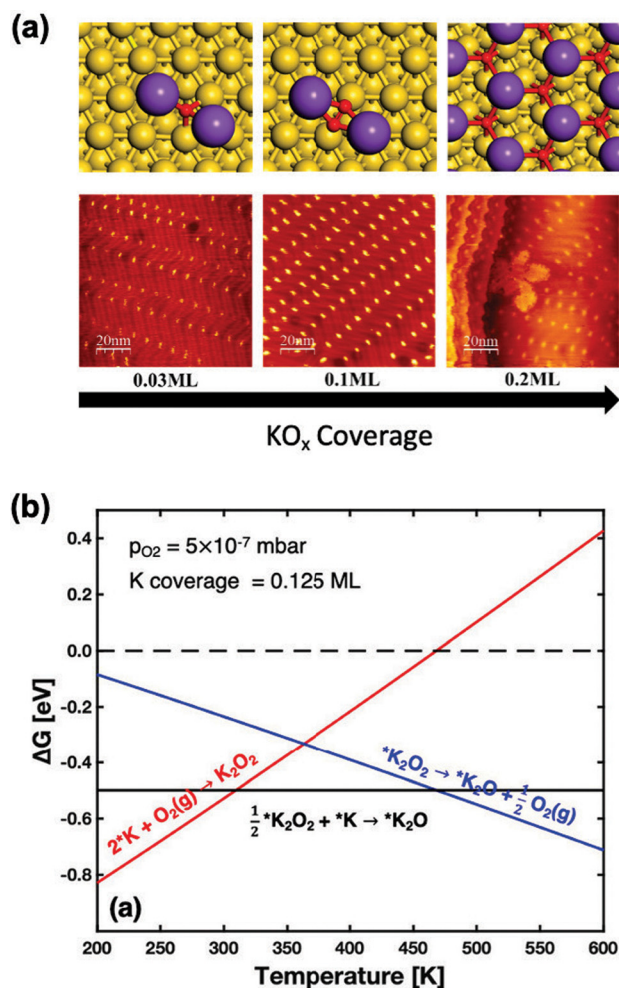 (a)
20nm 20nm 20nm
0.03ML 0.1ML 0.2ML
KOₓ Coverage
(b)
0.4
0.2
0.0
-0.2
-0.4
-0.6
-0.8
ΔG [eV]
p_O2 = 5×10⁻⁷ mbar
K coverage = 0.125 ML
2*K + O₂(g) → K₂O₂
*K₂O₂ → *K₂O + ½ O₂(g)
½ *K₂O₂ + *K → *K₂O
(a)
200 250 300 350 400 450 500 550 600
Temperature [K]